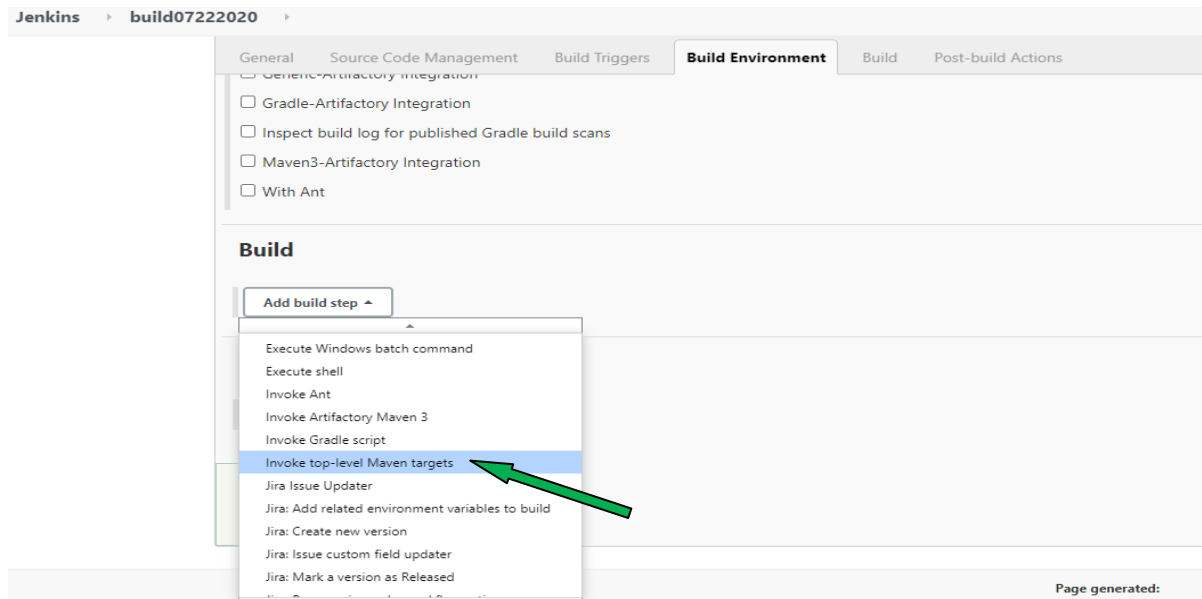 Jenkins build07222020
General Source Code Management Build Triggers Build Environment Build Post-build Actions
Generic-Artifactory Integration
Gradle-Artifactory Integration
Inspect build log for published Gradle build scans
Maven3-Artifactory Integration
With Ant
Build
Add build step
Execute Windows batch command
Execute shell
Invoke Ant
Invoke Artifactory Maven 3
Invoke Gradle script
Invoke top-level Maven targets
Jira Issue Updater
Jira: Add related environment variables to build
Jira: Create new version
Jira: Issue custom field updater
Jira: Mark a version as Released
Page generated: